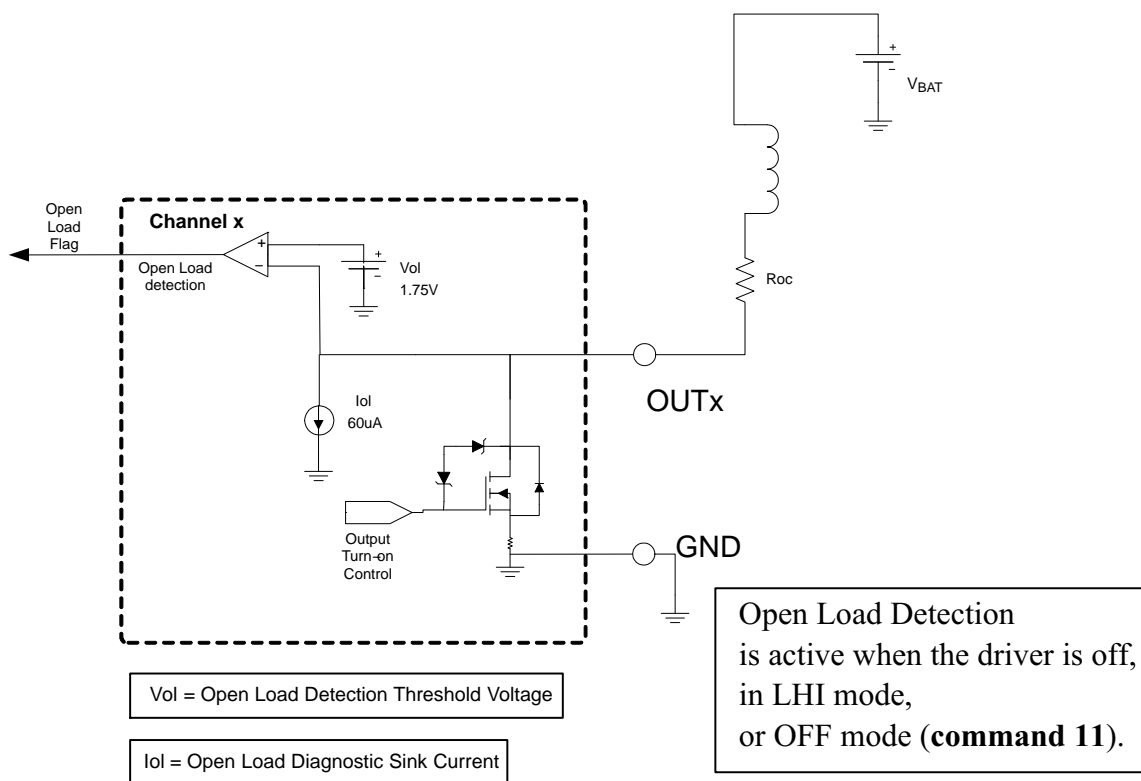 +
−
VBAT
Open
Load
Flag
Channel x
+
−
Open Load
detection
+
−
Vol
1.75V
Roc
OUTx
Iol
60uA
Output
Turn-on
Control
GND
Open Load Detection
is active when the driver is off,
in LHI mode,
or OFF mode (command 11).
Vol = Open Load Detection Threshold Voltage
Iol = Open Load Diagnostic Sink Current